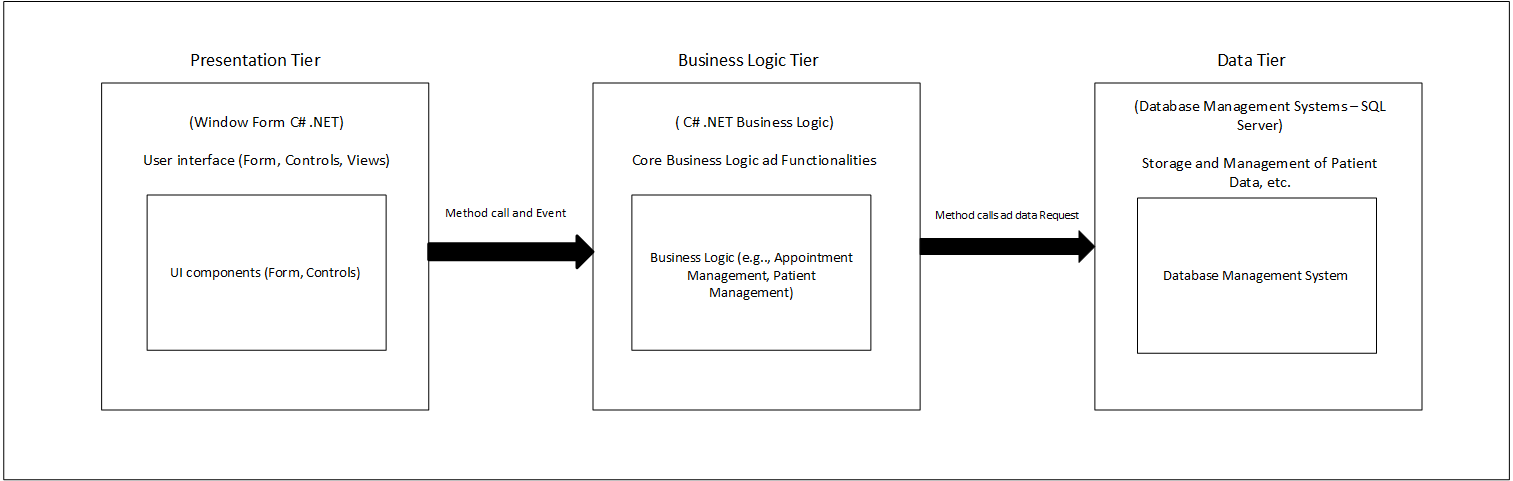 Presentation Tier
Business Logic Tier
Data Tier
(Window Form C# .NET)
User interface (Form, Controls, Views)
UI components (Form, Controls)
Method call and Event
( C# .NET Business Logic)
Core Business Logic ad Functionalities
Business Logic (e.g.., Appointment
Management, Patient
Management)
Method calls ad data Request
(Database Management Systems – SQL
Server)
Storage and Management of Patient
Data, etc.
Database Management System